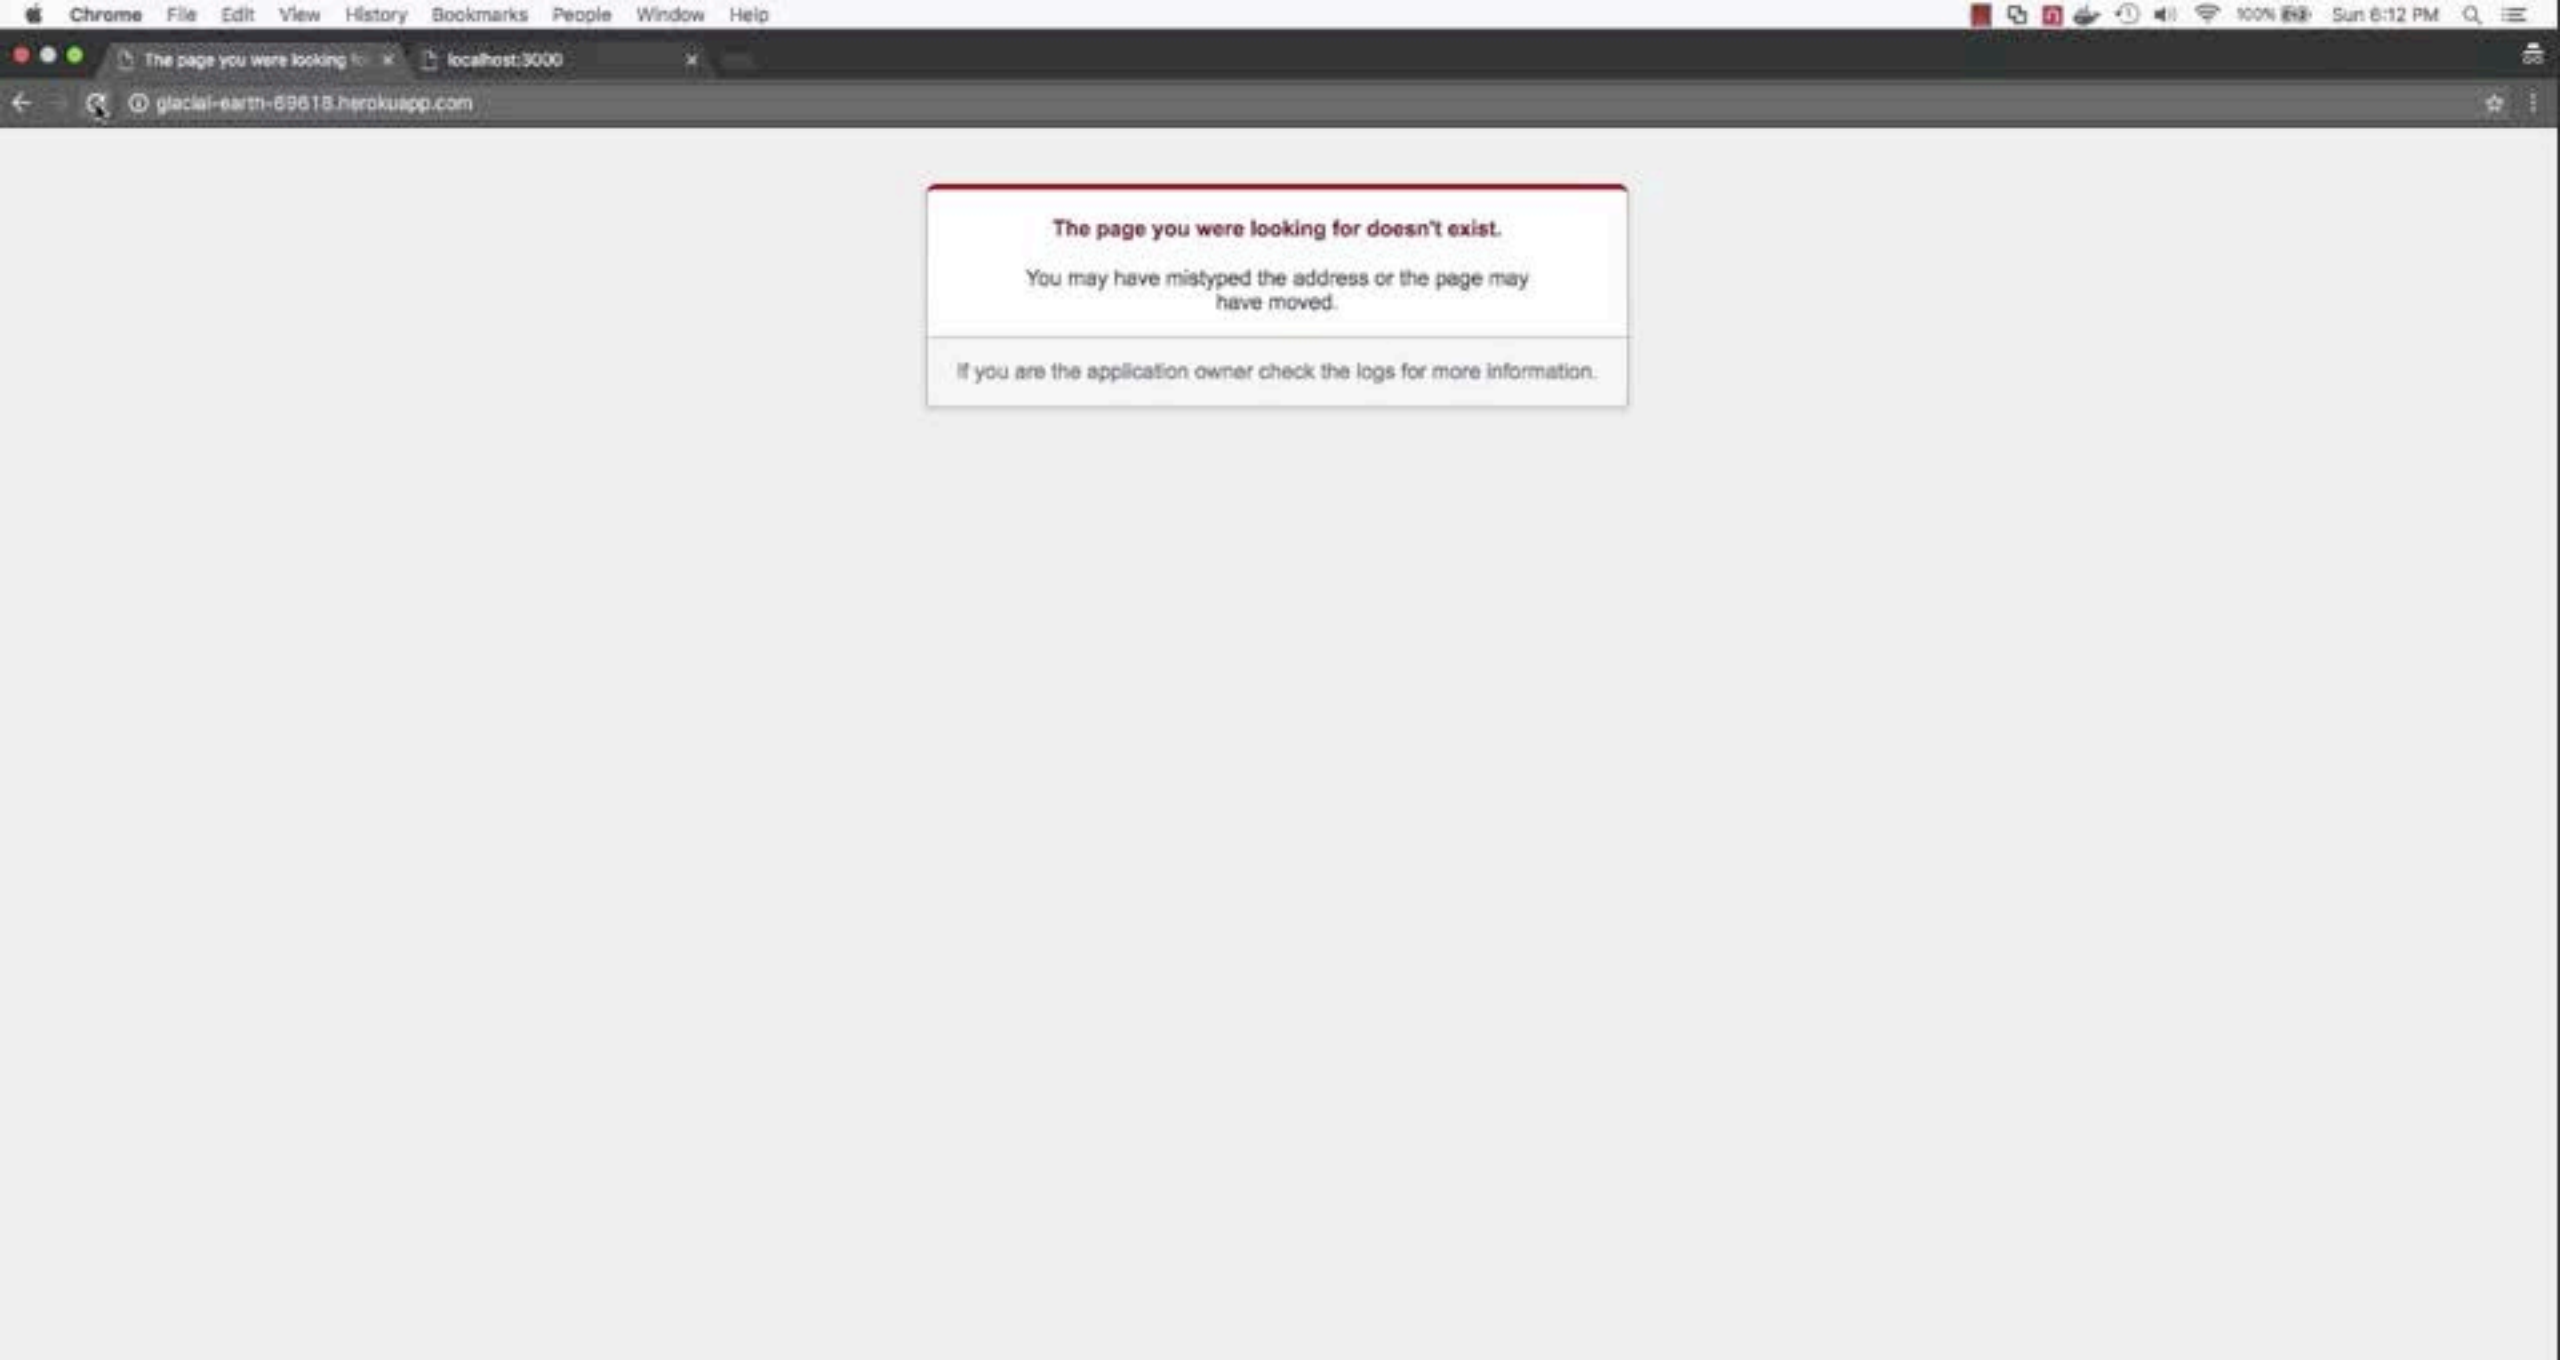 Chrome File Edit View History Bookmarks People Window Help 100% Sun 6:12 PM
The page you were looking localhost:3000
glacial-earth-69618.herokuapp.com
The page you were looking for doesn't exist.
You may have mistyped the address or the page may
have moved.
If you are the application owner check the logs for more information.